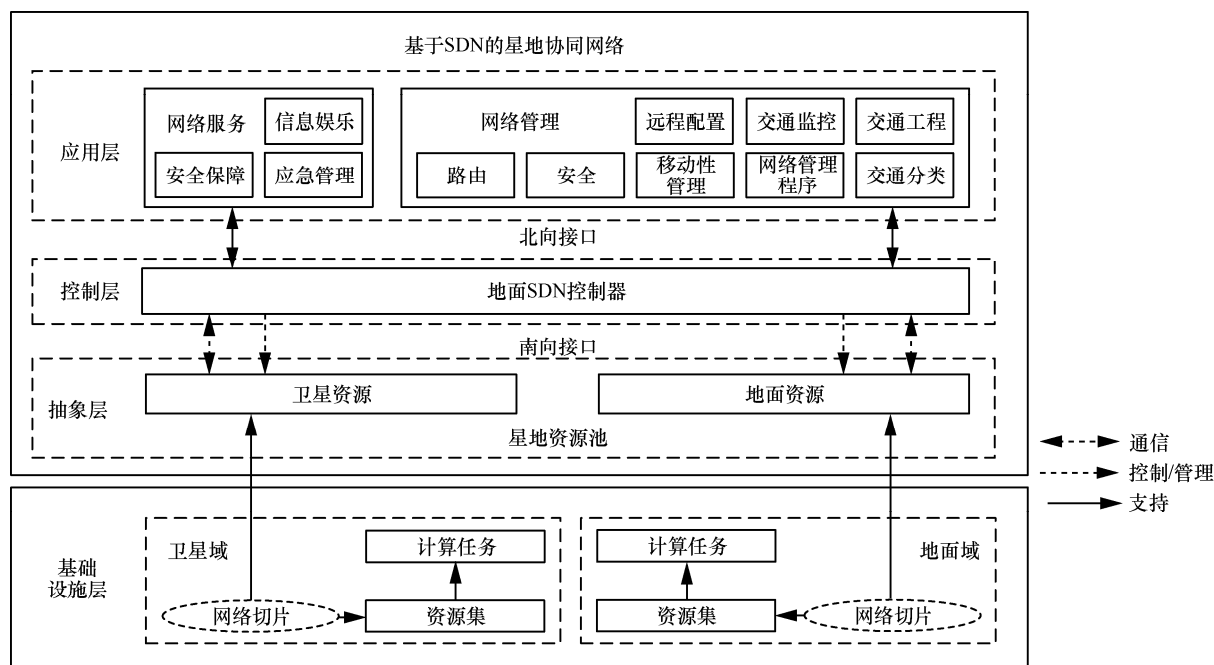 基于SDN的星地协同网络
应用层
网络服务
信息娱乐
安全保障
应急管理
网络管理
远程配置
交通监控
交通工程
路由
安全
移动性
管理
网络管理
程序
交通分类
北向接口
控制层
地面SDN控制器
南向接口
抽象层
卫星资源
地面资源
星地资源池
通信
控制/管理
支持
基础
设施层
卫星域
计算任务
网络切片
资源集
计算任务
地面域
资源集
网络切片